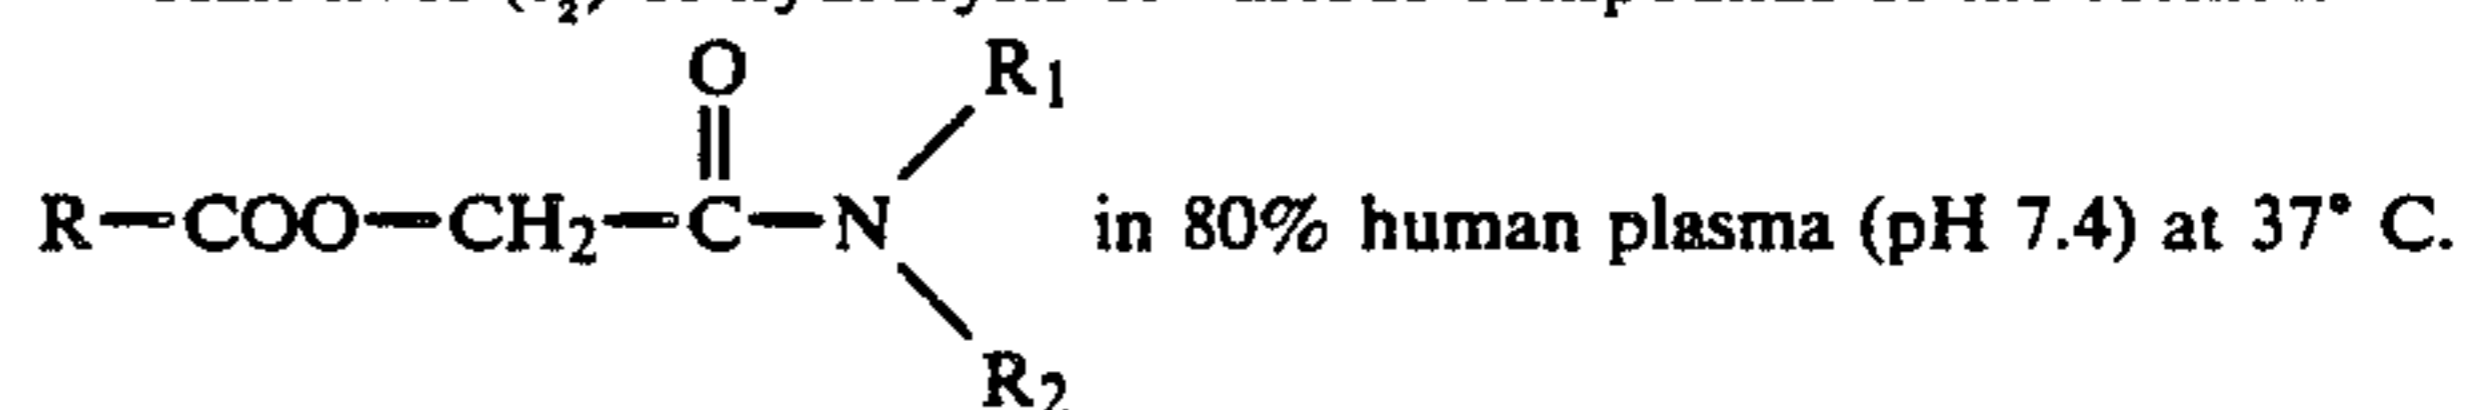 O R1
R—COO—CH2—C—N in 80% human plasma (pH 7.4) at 37° C.
R2